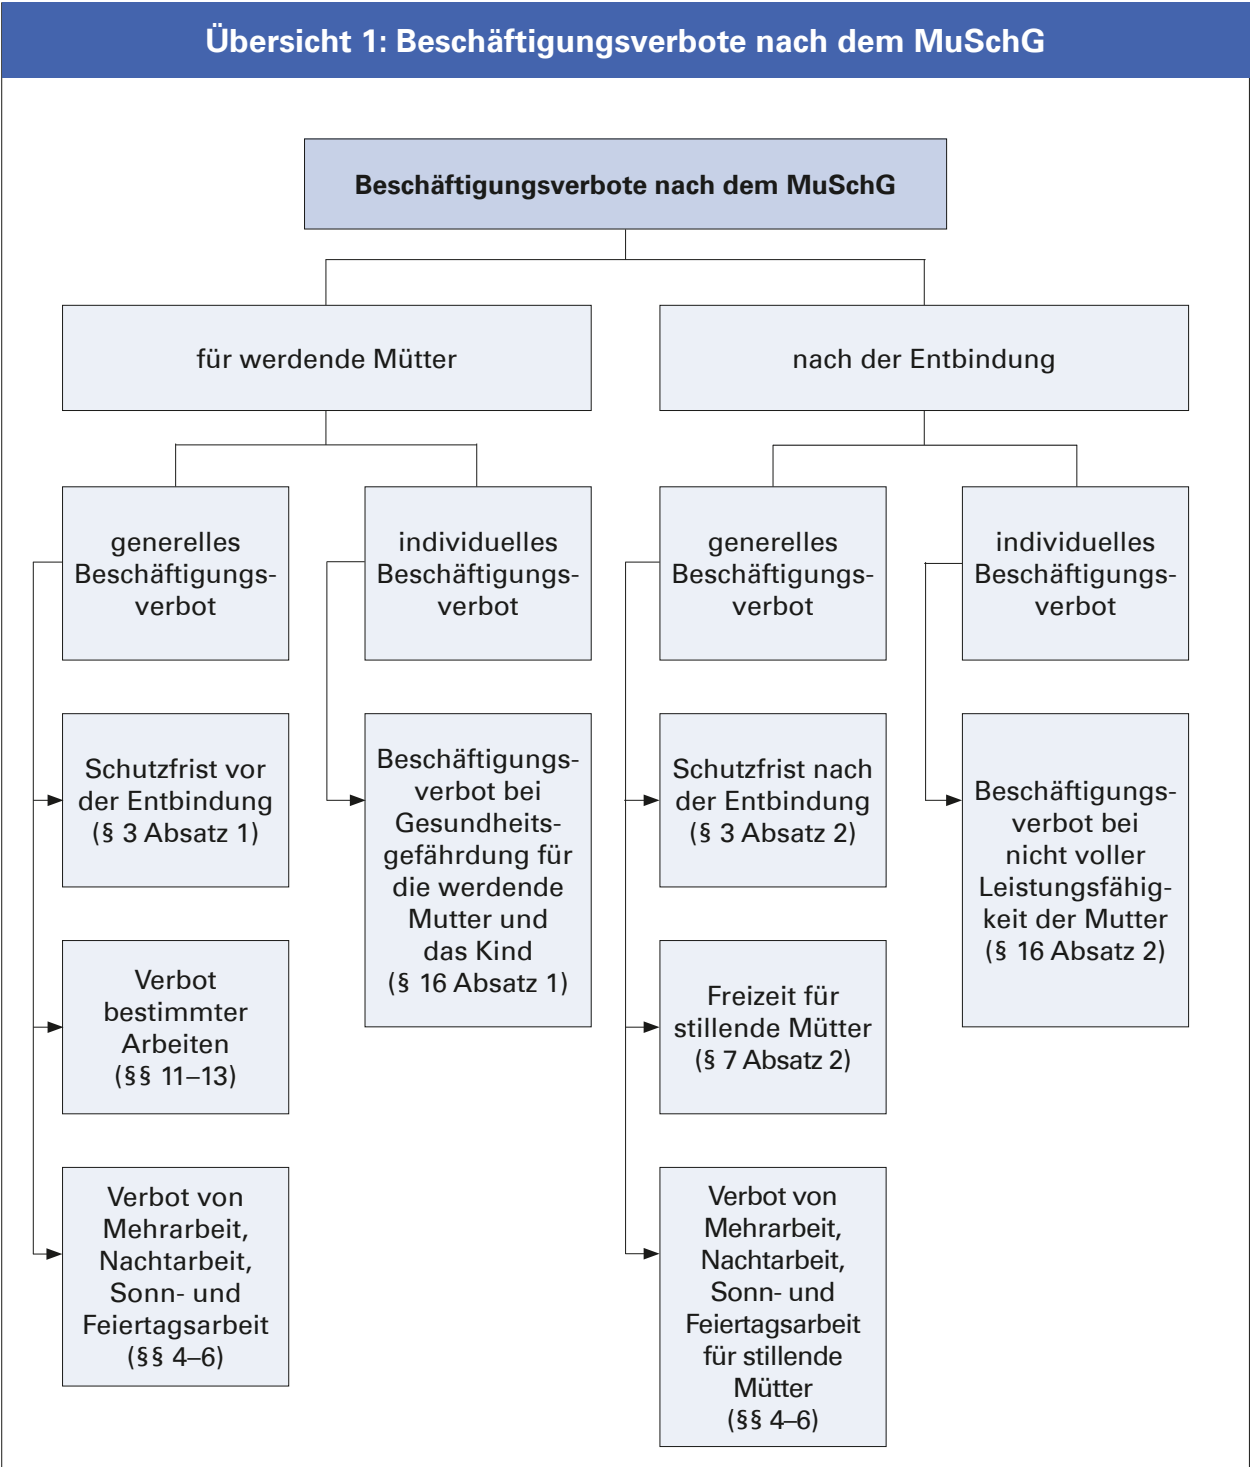 Übersicht 1: Beschäftigungsverbote nach dem MuSchG
Beschäftigungsverbote nach dem MuSchG
für werdende Mütter
nach der Entbindung
generelles
Beschäftigungs-
verbot
individuelles
Beschäftigungs-
verbot
generelles
Beschäftigungs-
verbot
individuelles
Beschäftigungs-
verbot
Schutzfrist vor
der Entbindung
(§ 3 Absatz 1)
Beschäftigungs-
verbot bei
Gesundheits-
gefährdung für
die werdende
Mutter und
das Kind
(§ 16 Absatz 1)
Schutzfrist nach
der Entbindung
(§ 3 Absatz 2)
Beschäftigungs-
verbot bei
nicht voller
Leistungsfähig-
keit der Mutter
(§ 16 Absatz 2)
Verbot
bestimmter
Arbeiten
(§§ 11–13)
Freizeit für
stillende Mütter
(§ 7 Absatz 2)
Verbot von
Mehrarbeit,
Nachtarbeit,
Sonn- und
Feiertagsarbeit
(§§ 4–6)
Verbot von
Mehrarbeit,
Nachtarbeit,
Sonn- und
Feiertagsarbeit
für stillende
Mütter
(§§ 4–6)